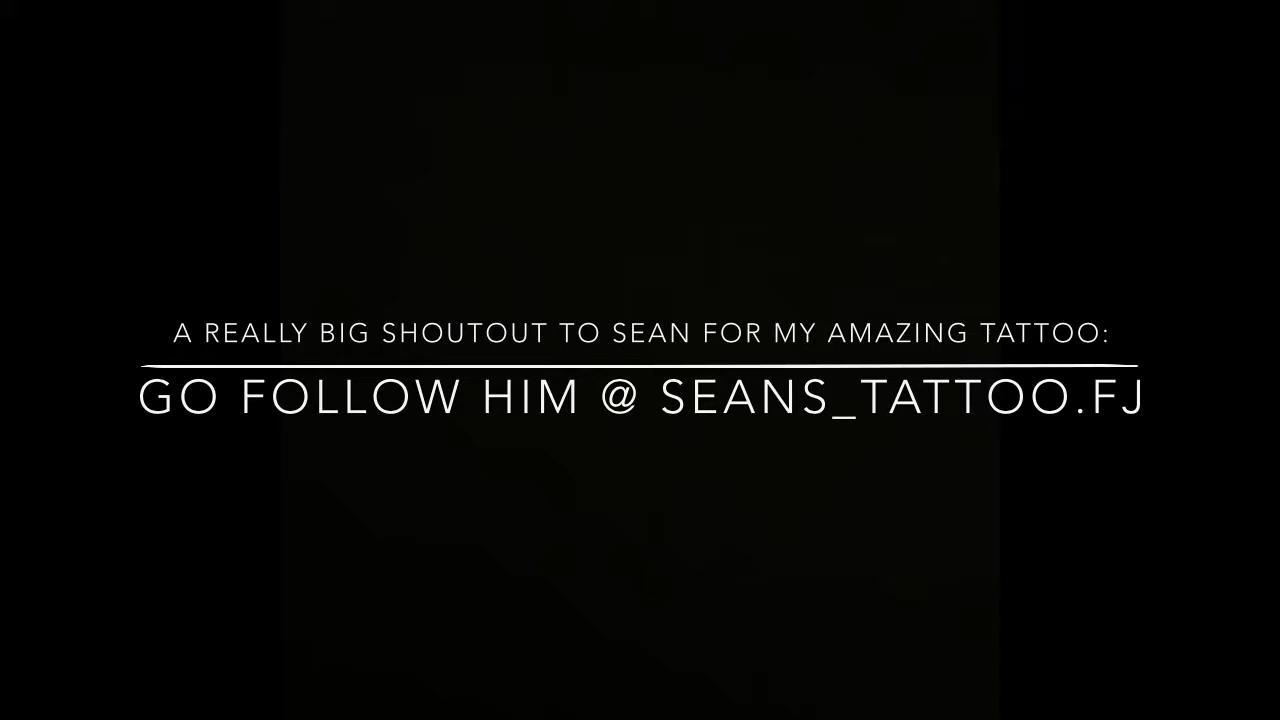 A REALLY BIG SHOUTOUT TO SEAN FOR MY AMAZING TATTOO:
GO FOLLOW HIM @ SEANS_TATTOO.FJ